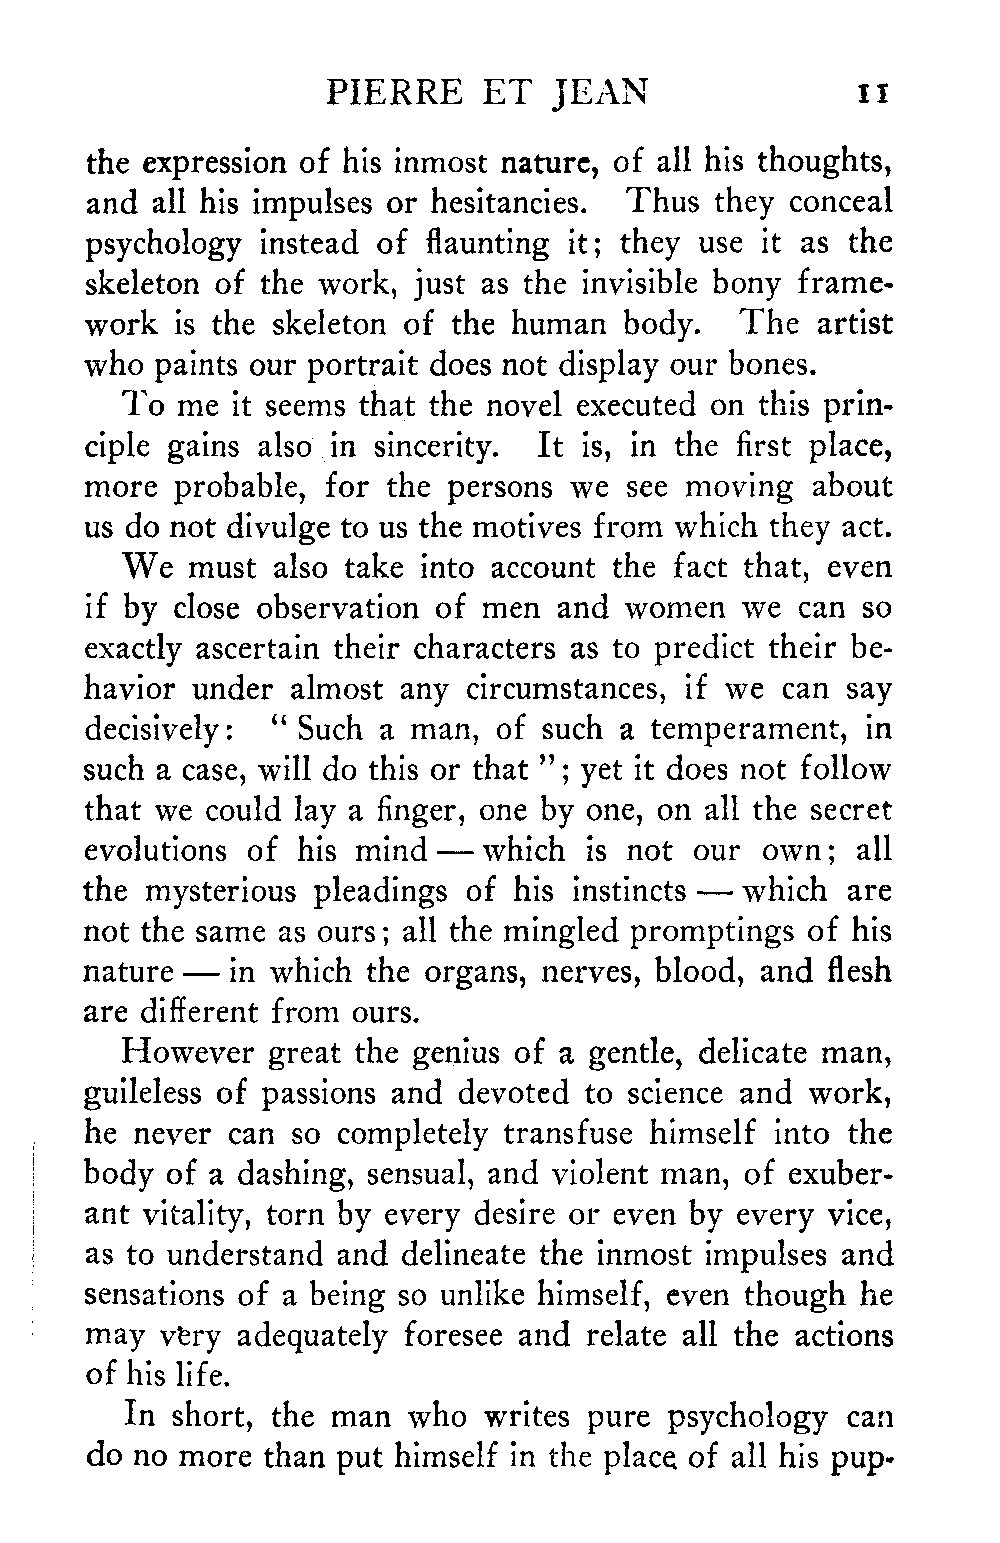 PIERRE ET JEAN 11
the expression of his inmost nature, of all his thoughts,
and all his impulses or hesitancies. Thus they conceal
psychology instead of flaunting it; they use it as the
skeleton of the work, just as the invisible bony frame-
work is the skeleton of the human body. The artist
who paints our portrait does not display our bones.
To me it seems that the novel executed on this prin-
ciple gains also in sincerity. It is, in the first place,
more probable, for the persons we see moving about
us do not divulge to us the motives from which they act.
We must also take into account the fact that, even
if by close observation of men and women we can so
exactly ascertain their characters as to predict their be-
havior under almost any circumstances, if we can say
decisively: " Such a man, of such a temperament, in
such a case, will do this or that "; yet it does not follow
that we could lay a finger, one by one, on all the secret
evolutions of his mind — which is not our own; all
the mysterious pleadings of his instincts — which are
not the same as ours; all the mingled promptings of his
nature — in which the organs, nerves, blood, and flesh
are different from ours.
However great the genius of a gentle, delicate man,
guileless of passions and devoted to science and work,
he never can so completely transfuse himself into the
body of a dashing, sensual, and violent man, of exuber-
ant vitality, torn by every desire or even by every vice,
as to understand and delineate the inmost impulses and
sensations of a being so unlike himself, even though he
may very adequately foresee and relate all the actions
of his life.
In short, the man who writes pure psychology can
do no more than put himself in the place of all his pup-